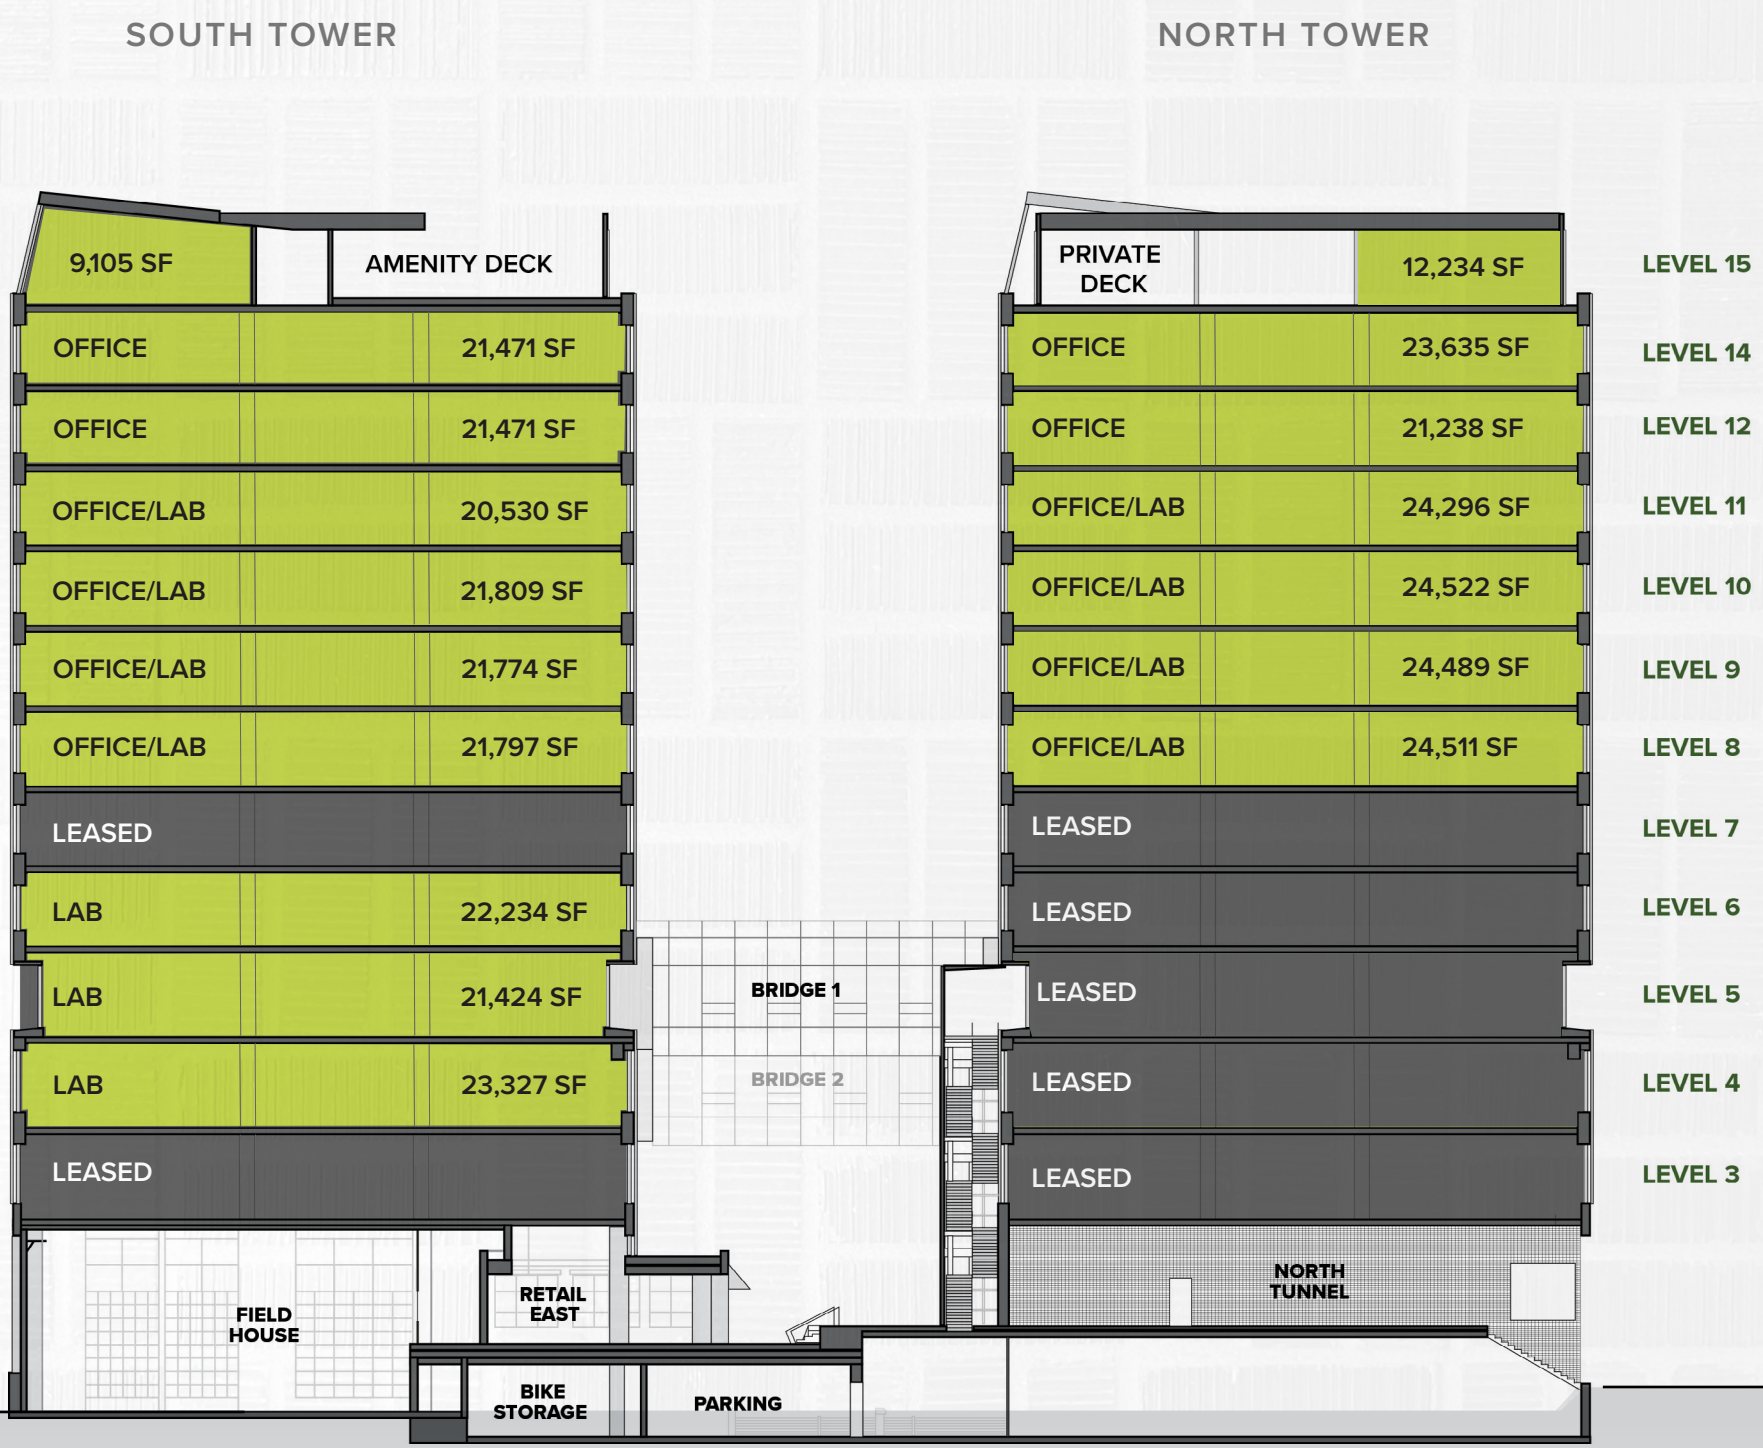 SOUTH TOWER
NORTH TOWER
9,105 SF
AMENITY DECK
PRIVATE
DECK
12,234 SF
LEVEL 15
OFFICE 21,471 SF
OFFICE 23,635 SF
LEVEL 14
OFFICE 21,471 SF
OFFICE 21,238 SF
LEVEL 12
OFFICE/LAB 20,530 SF
OFFICE/LAB 24,296 SF
LEVEL 11
OFFICE/LAB 21,809 SF
OFFICE/LAB 24,522 SF
LEVEL 10
OFFICE/LAB 21,774 SF
OFFICE/LAB 24,489 SF
LEVEL 9
OFFICE/LAB 21,797 SF
OFFICE/LAB 24,511 SF
LEVEL 8
LEASED
LEASED
LEVEL 7
LAB 22,234 SF
LEASED
LEVEL 6
LAB 21,424 SF
BRIDGE 1
LEASED
LEVEL 5
LAB 23,327 SF
BRIDGE 2
LEASED
LEVEL 4
LEASED
LEASED
LEVEL 3
FIELD
HOUSE
RETAIL
EAST
NORTH
TUNNEL
BIKE
STORAGE
PARKING